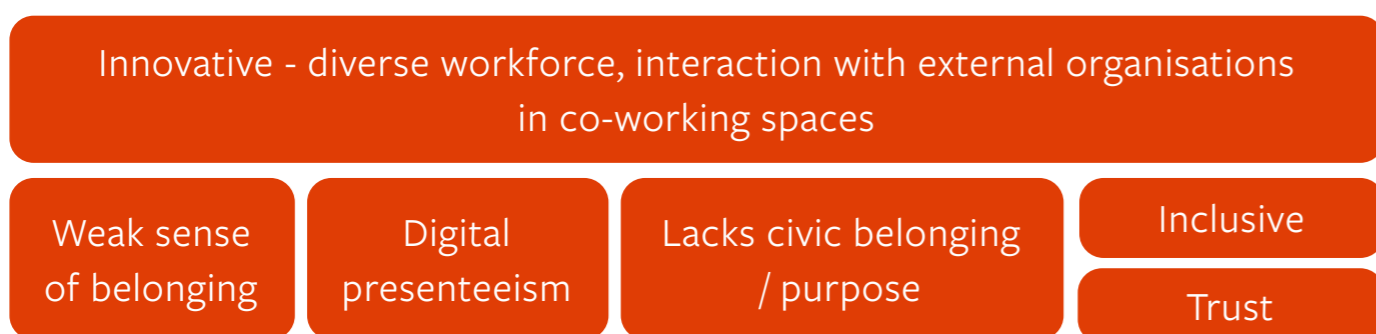 Innovative - diverse workforce, interaction with external organisations
in co-working spaces
Weak sense
of belonging
Digital
presenteeism
Lacks civic belonging
/ purpose
Inclusive
Trust